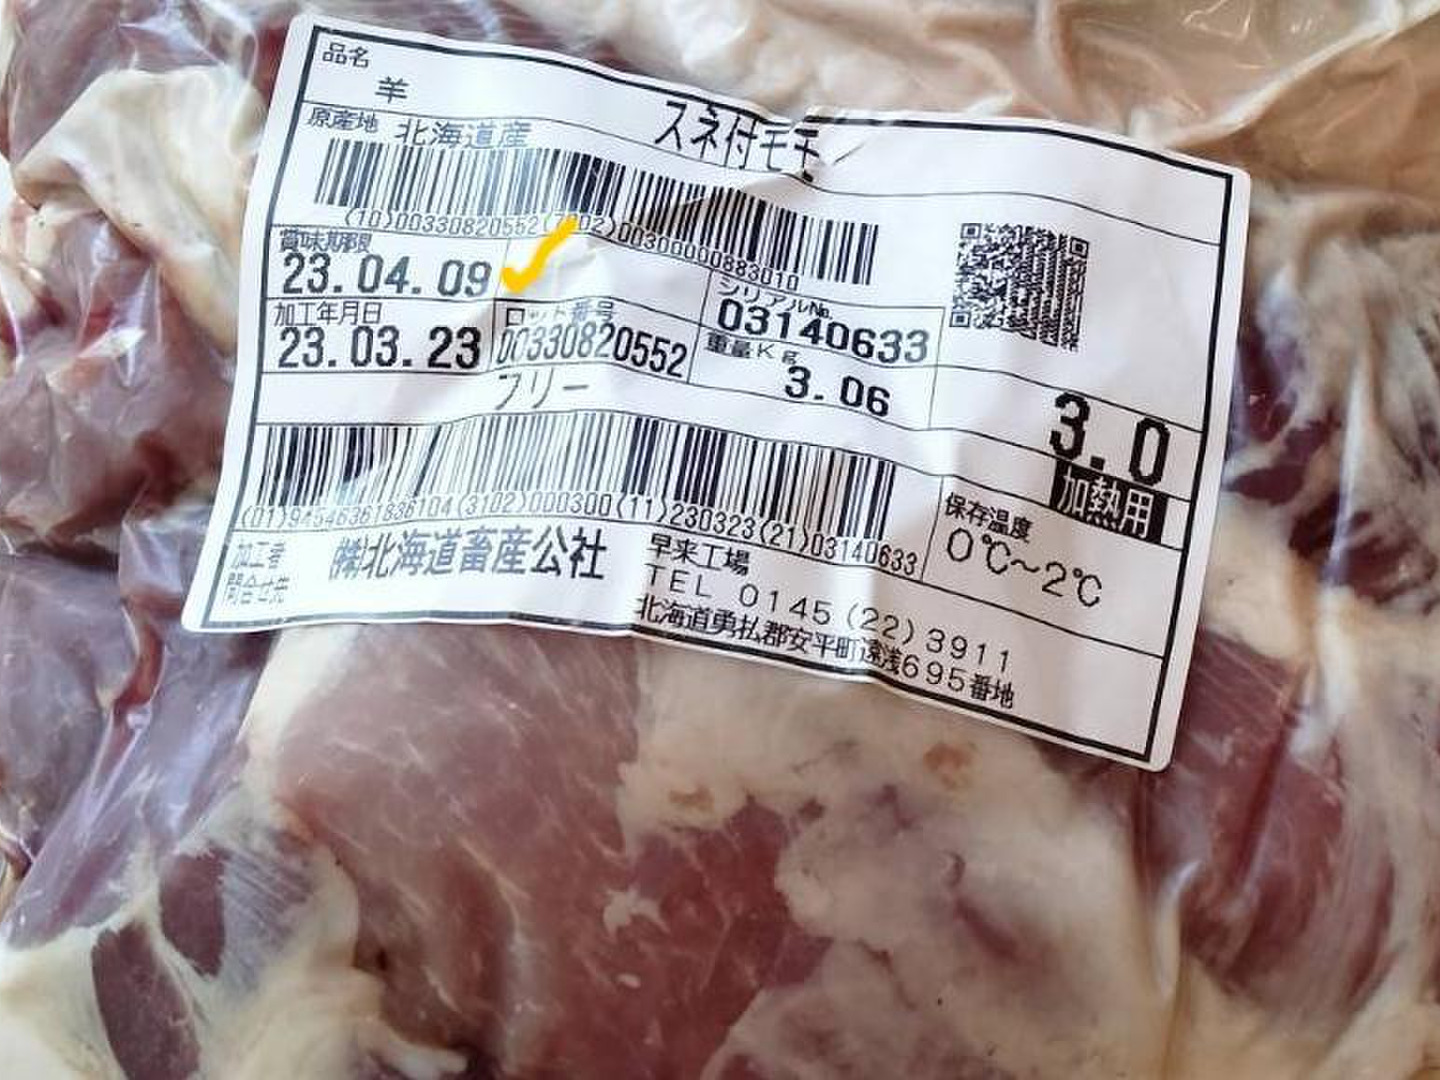 品名
羊
スネ付モモ
原産地 北海道産
(10)00330820552(7002)0030000000883010
賞味期限
23.04.09
シリアルNo.
03140633
加工年月日
23.03.23
ロット番号
00330820552
重量Kg
3.06
フリー
3.0
加熱用
(01)94546361836104(3102)000300(11)230323(21)03140633
保存温度
0℃~2℃
加工者
問合せ先
㈱北海道畜産公社
早来工場
TEL 0145(22)3911
北海道勇払郡安平町遠浅695番地